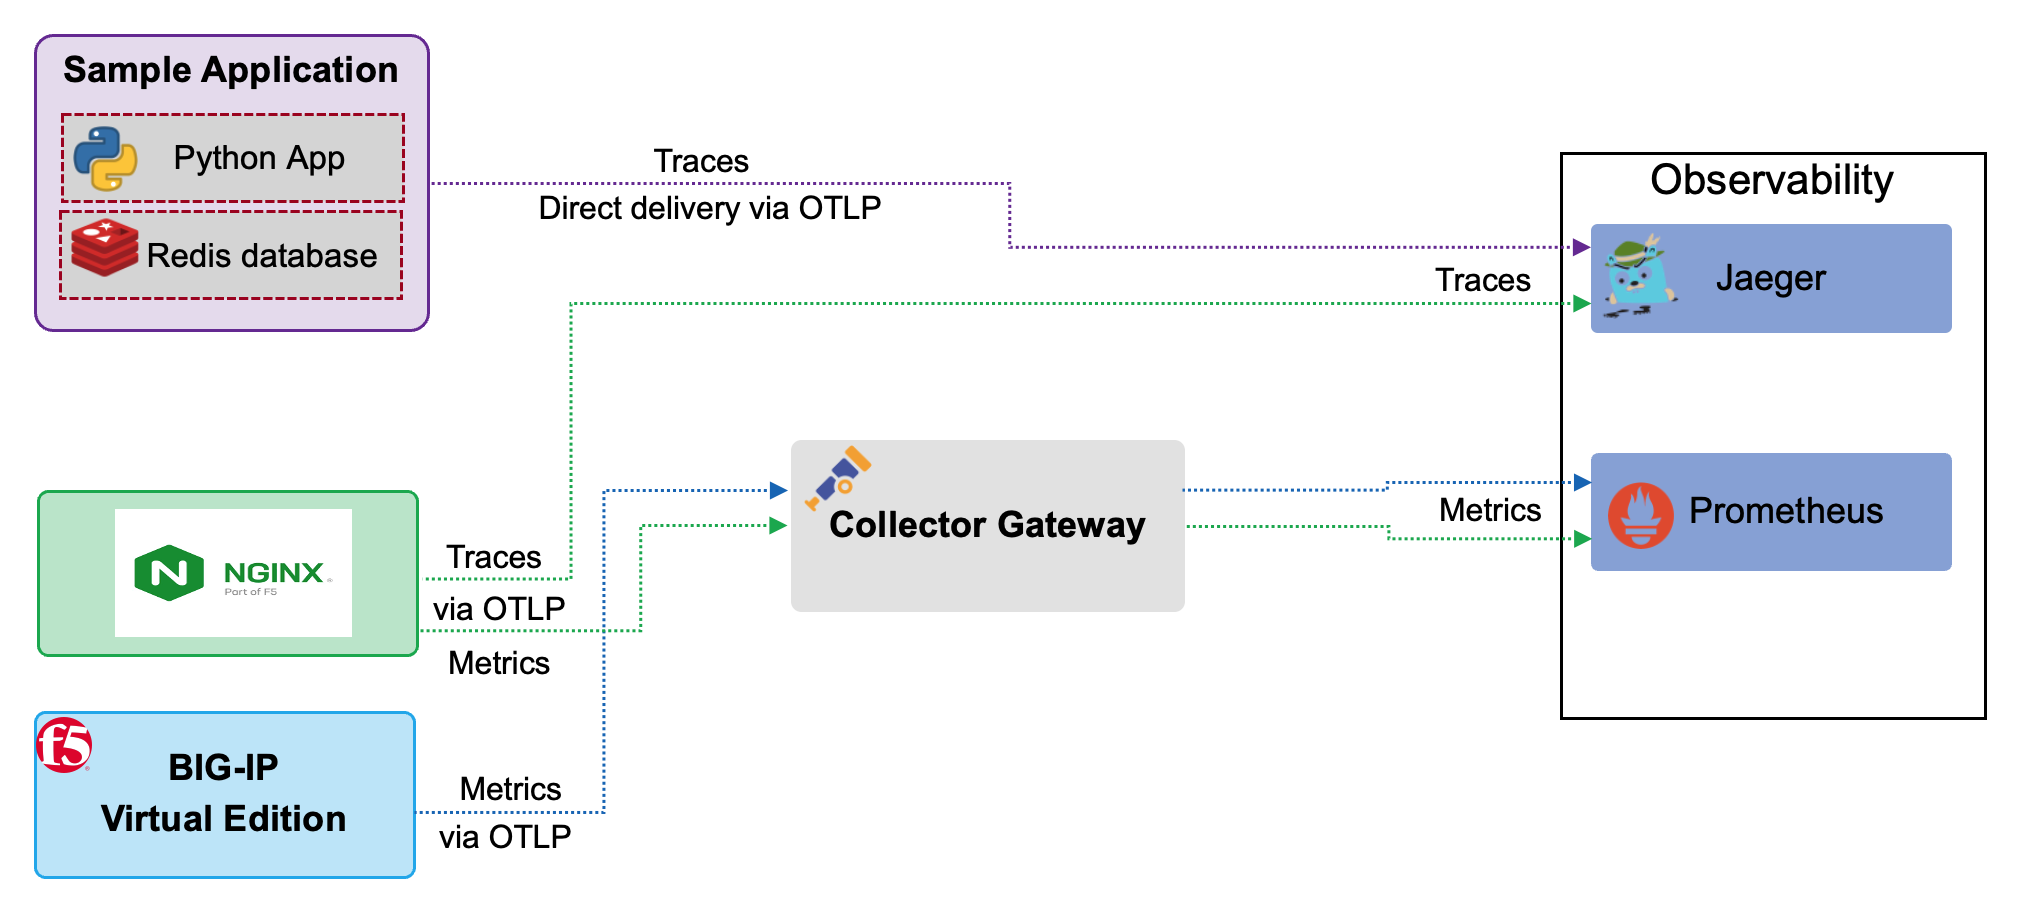 Sample Application
Python App
Redis database
Traces
Direct delivery via OTLP
Observability
Jaeger
Traces
Collector Gateway
Prometheus
Metrics
N NGINX®
Part of F5
Traces
via OTLP
Metrics
f5®
BIG-IP
Virtual Edition
Metrics
via OTLP